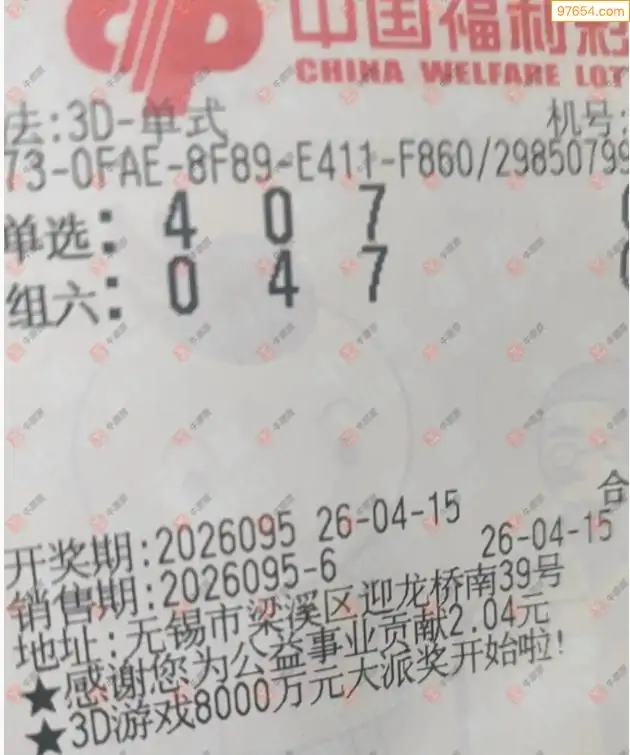 97654.com
中国福利彩
CHINA WELFARE LOT
法:3D-单式 机号:
73-0FAE-8F89-E411-F860/29850799
单选: 4 0 7
组六: 0 4 7
合
开奖期:2026095 26-04-15
销售期:2026095-6 26-04-15
地址:无锡市梁溪区迎龙桥南39号
★感谢您为公益事业贡献2.04元
★3D游戏8000万元大派奖开始啦!